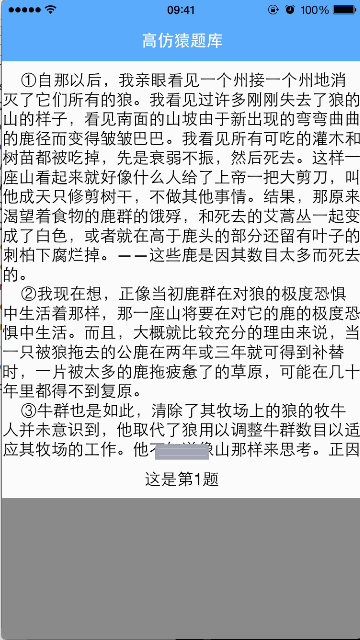 09:41
100%
高仿猿题库
①自那以后，我亲眼看见一个州接一个州地消
灭了它们所有的狼。我看见过许多刚刚失去了狼的
山的样子，看见南面的山坡由于新出现的弯弯曲曲
的鹿径而变得皱皱巴巴。我看见所有可吃的灌木和
树苗都被吃掉，先是衰弱不振，然后死去。这样一
座山看起来就好像什么人给了上帝一把大剪刀，叫
他成天只修剪树干，不做其他事情。结果，那原来
渴望着食物的鹿群的饿殍，和死去的艾蒿丛一起变
成了白色，或者就在高于鹿头的部分还留有叶子的
刺柏下腐烂掉。——这些鹿是因其数目太多而死去
的。
②我现在想，正像当初鹿群在对狼的极度恐惧
中生活着那样，那一座山将要在对它的鹿的极度恐
惧中生活。而且，大概就比较充分的理由来说，当
一只被狼拖去的公鹿在两年或三年就可得到补替
时，一片被太多的鹿拖疲惫了的草原，可能在几十
年里都得不到复原。
③牛群也是如此，清除了其牧场上的狼的牧牛
人并未意识到，他取代了狼用以调整牛群数目以适
应其牧场的工作。他不知道像山那样来思考。正因
这是第1题